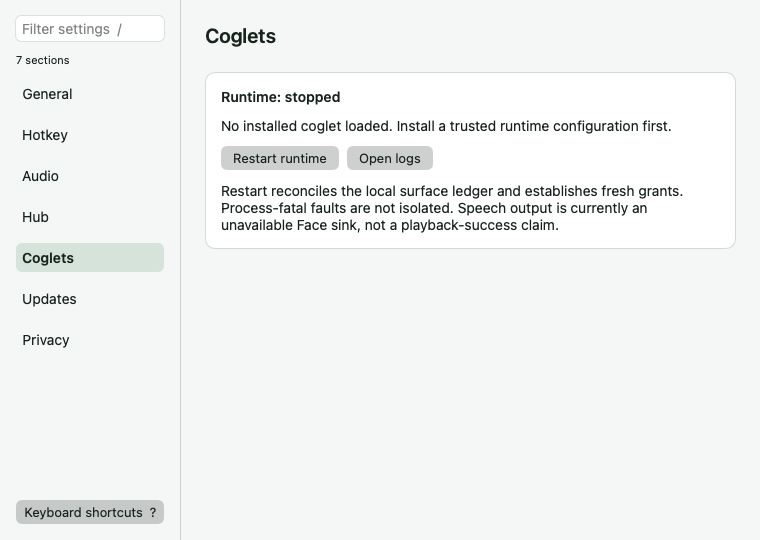 Filter settings /
7 sections
General
Hotkey
Audio
Hub
Coglets
Updates
Privacy
Keyboard shortcuts ?
Coglets
Runtime: stopped
No installed coglet loaded. Install a trusted runtime configuration first.
Restart runtime
Open logs
Restart reconciles the local surface ledger and establishes fresh grants.
Process-fatal faults are not isolated. Speech output is currently an
unavailable Face sink, not a playback-success claim.